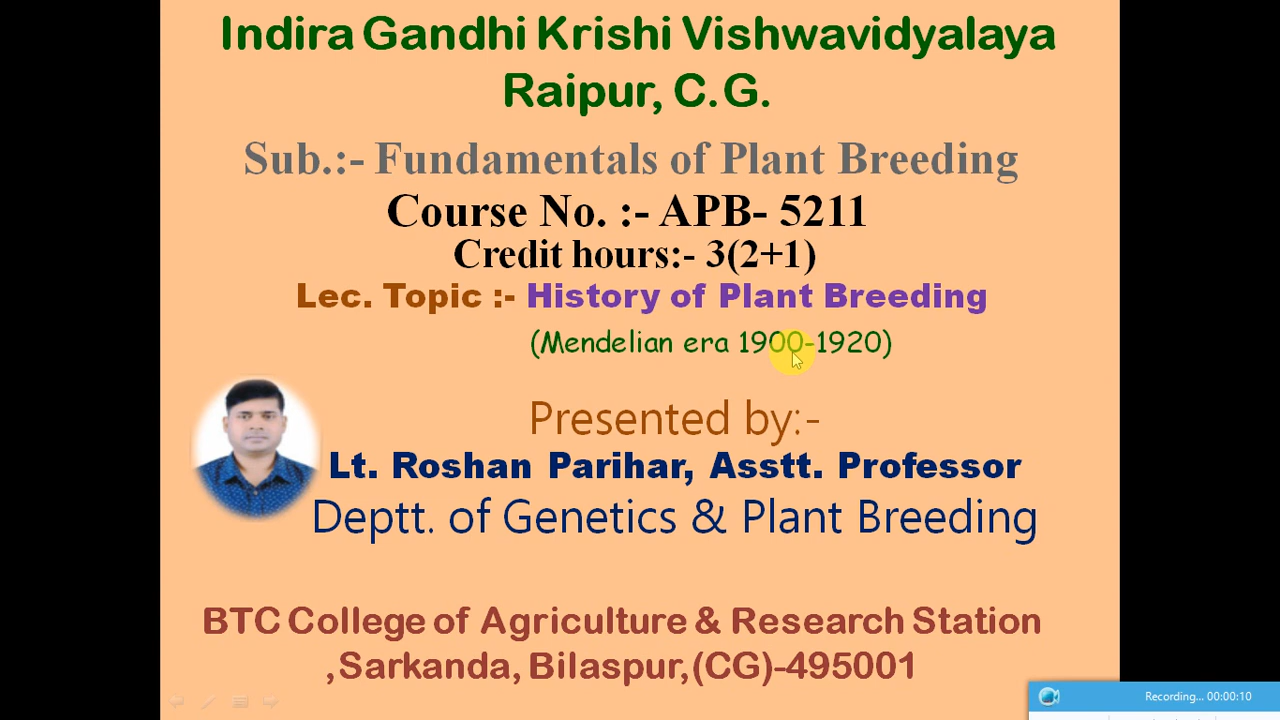 Indira Gandhi Krishi Vishwavidyalaya
Raipur, C.G.
Sub.:- Fundamentals of Plant Breeding
Course No. :- APB- 5211
Credit hours:- 3(2+1)
Lec. Topic :- History of Plant Breeding
(Mendelian era 1900-1920)
Presented by:-
Lt. Roshan Parihar, Asstt. Professor
Deptt. of Genetics & Plant Breeding
BTC College of Agriculture & Research Station
,Sarkanda, Bilaspur,(CG)-495001
Recording... 00:00:10